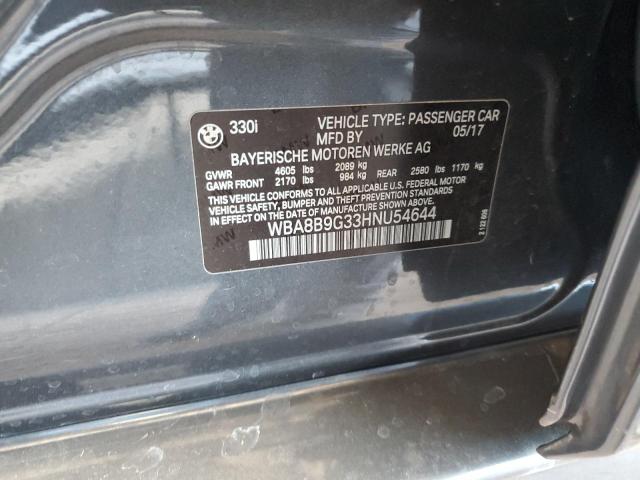 330i VEHICLE TYPE: PASSENGER CAR
MFD BY 05/17
BAYERISCHE MOTOREN WERKE AG
GVWR 4605 lbs 2089 kg
GAWR FRONT 2170 lbs 984 kg REAR 2580 lbs 1170 kg
THIS VEHICLE CONFORMS TO ALL APPLICABLE U.S. FEDERAL MOTOR
VEHICLE SAFETY, BUMPER, AND THEFT PREVENTION STANDARDS IN
EFFECT ON THE DATE OF MANUFACTURE SHOWN ABOVE.
WBA8B9G33HNU54644